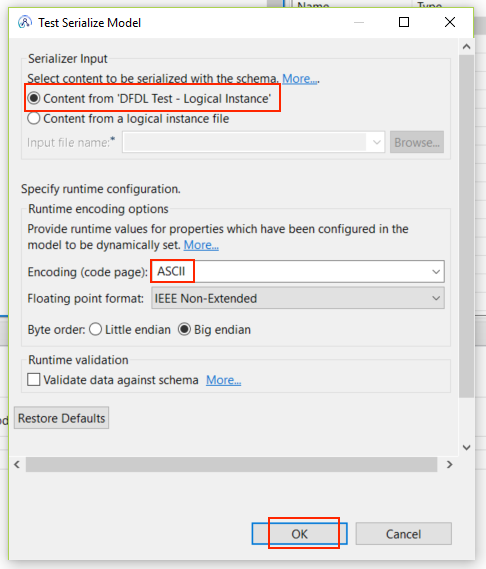 Name
Type
Test Serialize Model
Serializer Input
Select content to be serialized with the schema. More...
Content from 'DFDL Test - Logical Instance'
Content from a logical instance file
Input file name:* Browse...
Specify runtime configuration.
Runtime encoding options
Provide runtime values for properties which have been configured in the
model to be dynamically set. More...
Encoding (code page): ASCII
Floating point format: IEEE Non-Extended
Byte order: Little endian Big endian
Runtime validation
Validate data against schema More...
Restore Defaults
OK Cancel